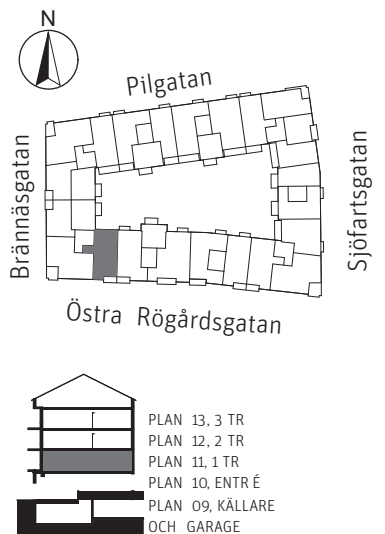 N
Pilgatan
Brännäsgatan
Sjöfartsgatan
Östra Rögårdsgatan
PLAN 13, 3 TR
PLAN 12, 2 TR
PLAN 11, 1 TR
PLAN 10, ENTR É
PLAN 09, KÄLLARE
OCH GARAGE